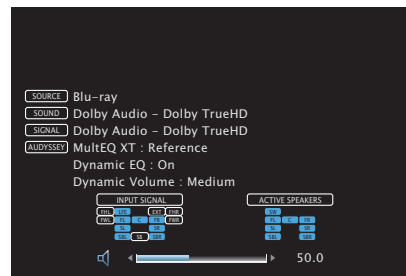 SOURCE Blu-ray
SOUND Dolby Audio - Dolby TrueHD
SIGNAL Dolby Audio - Dolby TrueHD
AUDYSSEY MultEQ XT : Reference
Dynamic EQ : On
Dynamic Volume : Medium
INPUT SIGNAL ACTIVE SPEAKERS
FHL LFE EXT FHR SW
FWL FL C FR FWR FL C FR
SL SR SL SR
SBL SB SBR SBL SBR
50.0